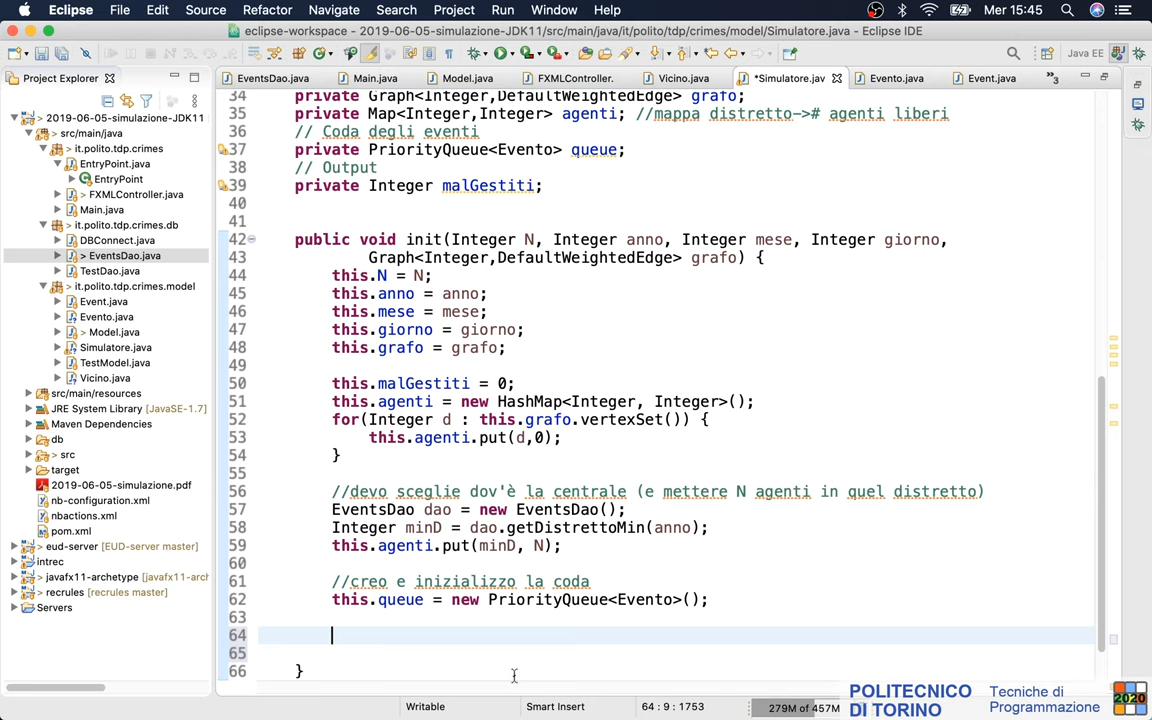 Eclipse File Edit Source Refactor Navigate Search Project Run Window Help Mer 15:45
eclipse-workspace - 2019-06-05-simulazione-JDK11/src/main/java/it/polito/tdp/crimes/model/Simulatore.java - Eclipse IDE
Java EE
Project Explorer
EventsDao.java Main.java Model.java FXMLController. Vicino.java *Simulatore.jav Evento.java Event.java »3
> 2019-06-05-simulazione-JDK11
> src/main/java
> it.polito.tdp.crimes
EntryPoint.java
EntryPoint
> FXMLController.java
Main.java
> it.polito.tdp.crimes.db
DBConnect.java
> EventsDao.java
TestDao.java
> it.polito.tdp.crimes.model
Event.java
Evento.java
> Model.java
Simulatore.java
TestModel.java
Vicino.java
src/main/resources
JRE System Library [JavaSE-1.7]
Maven Dependencies
db
> src
target
2019-06-05-simulazione.pdf
nb-configuration.xml
nbactions.xml
pom.xml
> eud-server [EUD-server master]
intrec
> javafx11-archetype [javafx11-arch
> recrules [recrules master]
Servers
34 private Graph<Integer,DefaultWeightedEdge> grafo;
35 private Map<Integer,Integer> agenti; //mappa distretto-># agenti liberi
36 // Coda degli eventi
37 private PriorityQueue<Evento> queue;
38 // Output
39 private Integer malGestiti;
40
41
42 public void init(Integer N, Integer anno, Integer mese, Integer giorno,
43 Graph<Integer,DefaultWeightedEdge> grafo) {
44 this.N = N;
45 this.anno = anno;
46 this.mese = mese;
47 this.giorno = giorno;
48 this.grafo = grafo;
49
50 this.malGestiti = 0;
51 this.agenti = new HashMap<Integer, Integer>();
52 for(Integer d : this.grafo.vertexSet()) {
53 this.agenti.put(d,0);
54 }
55
56 //devo sceglie dov'è la centrale (e mettere N agenti in quel distretto)
57 EventsDao dao = new EventsDao();
58 Integer minD = dao.getDistrettoMin(anno);
59 this.agenti.put(minD, N);
60
61 //creo e inizializzo la coda
62 this.queue = new PriorityQueue<Evento>();
63
64
65
66 }
Writable Smart Insert 64 : 9 : 1753 279M of 457M
POLITECNICO DI TORINO
Tecniche di Programmazione
2020